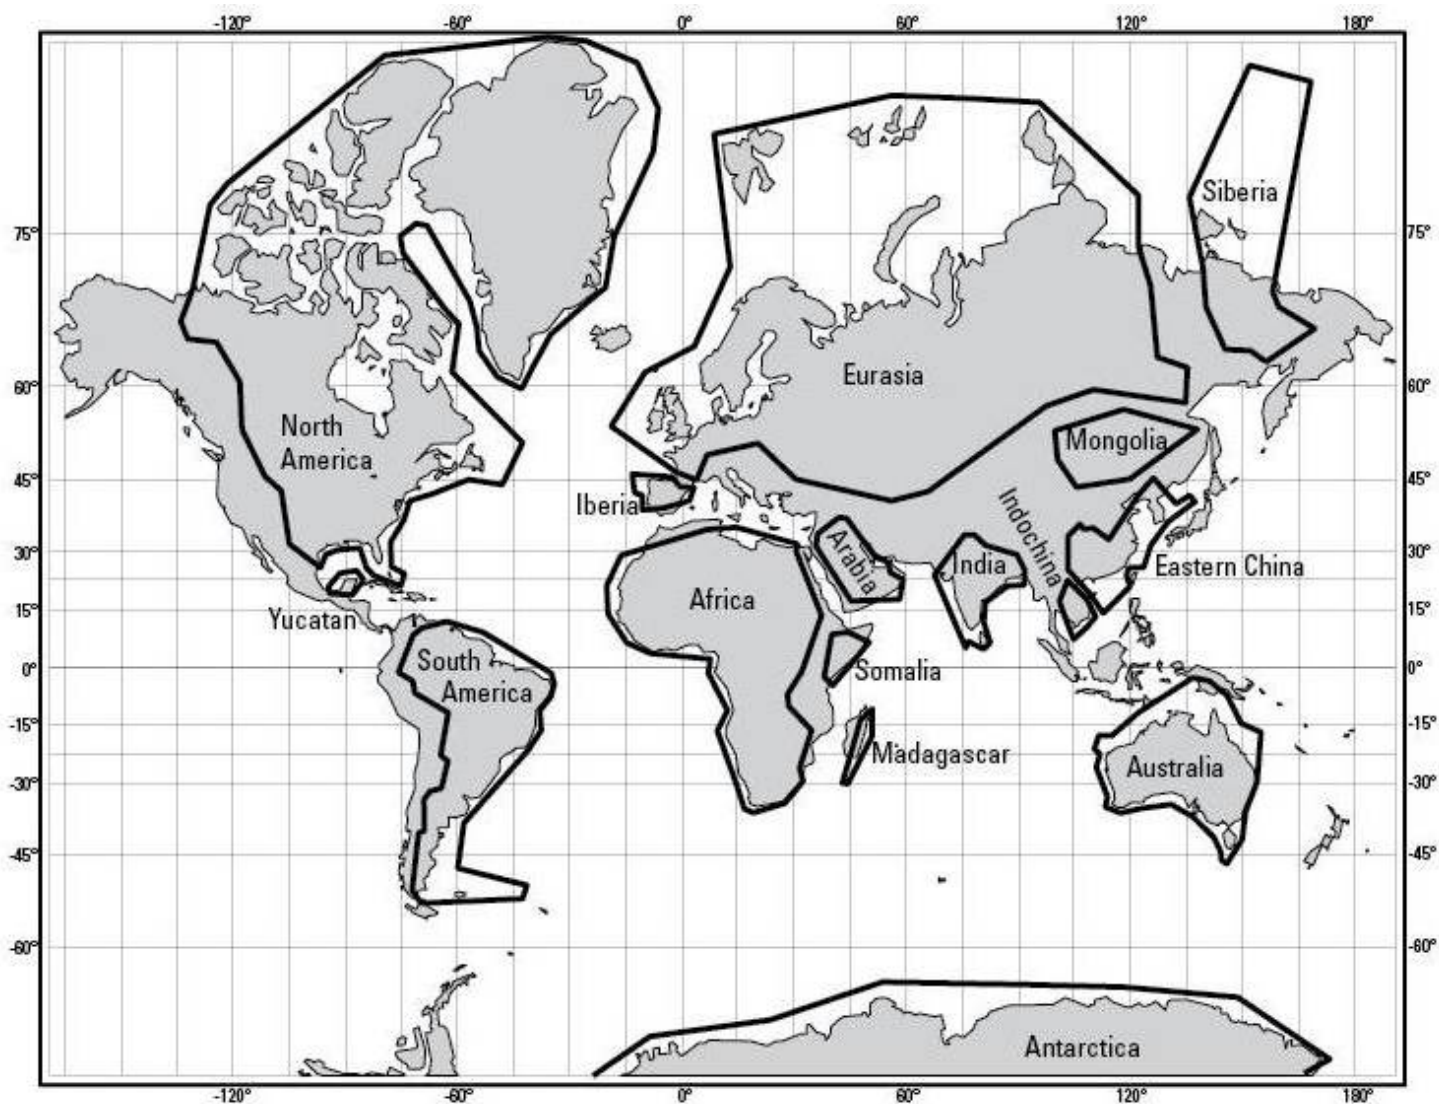 -120° -60° 0° 60° 120° 180°
Siberia
75° 75°
Eurasia
60° 60°
North
America
Mongolia
45° 45°
Iberia
Indochina
Arabia
30° 30°
India
Eastern China
Africa
15° 15°
Yucatan
South
America
0° 0°
Somalia
-15° -15°
Madagascar
Australia
-30° -30°
-45° -45°
-60° -60°
Antarctica
-120° -60° 0° 60° 120° 180°